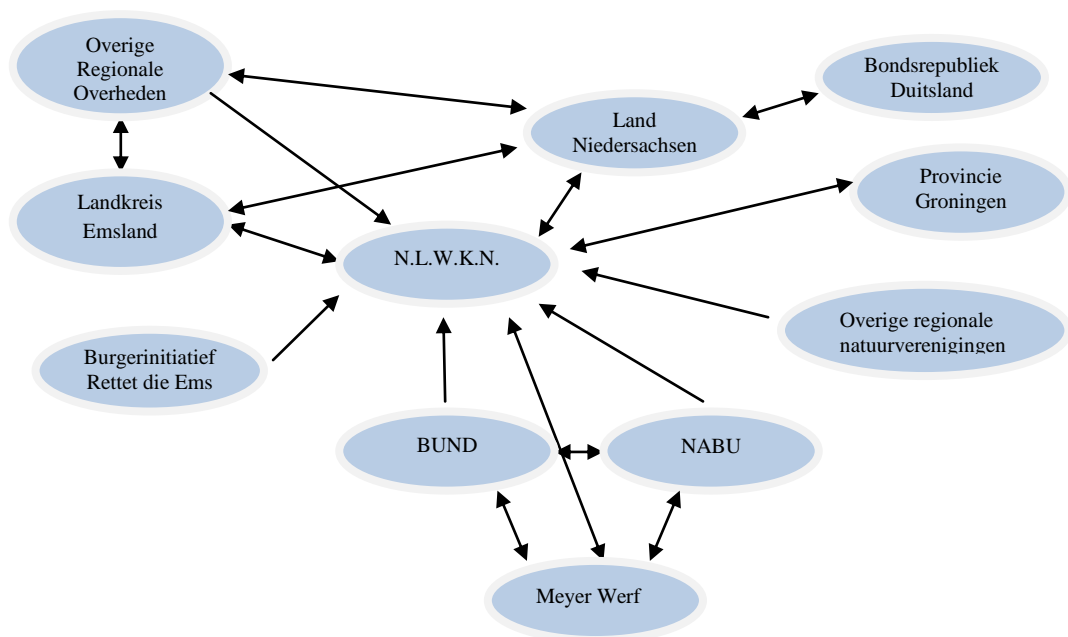 Overige
Regionale
Overheden
Bondsrepubliek
Duitsland
Land
Niedersachsen
Landkreis
Emsland
Provincie
Groningen
N.L.W.K.N.
Overige regionale
natuurverenigingen
Burgerinitiatief
Rettet die Ems
BUND
NABU
Meyer Werf